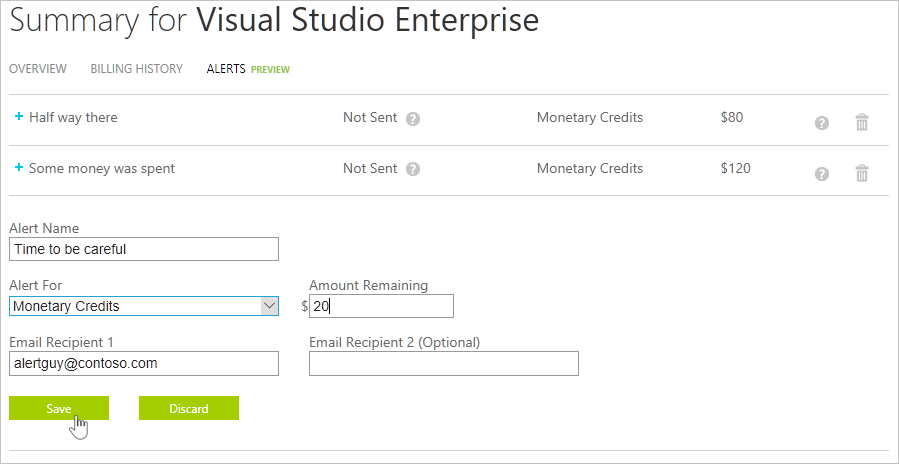 Summary for Visual Studio Enterprise
OVERVIEW BILLING HISTORY ALERTS PREVIEW
+ Half way there Not Sent ? Monetary Credits $80 ?
+ Some money was spent Not Sent ? Monetary Credits $120 ?
Alert Name
Time to be careful
Alert For Amount Remaining
Monetary Credits $ 20
Email Recipient 1 Email Recipient 2 (Optional)
alertguy@contoso.com
Save Discard